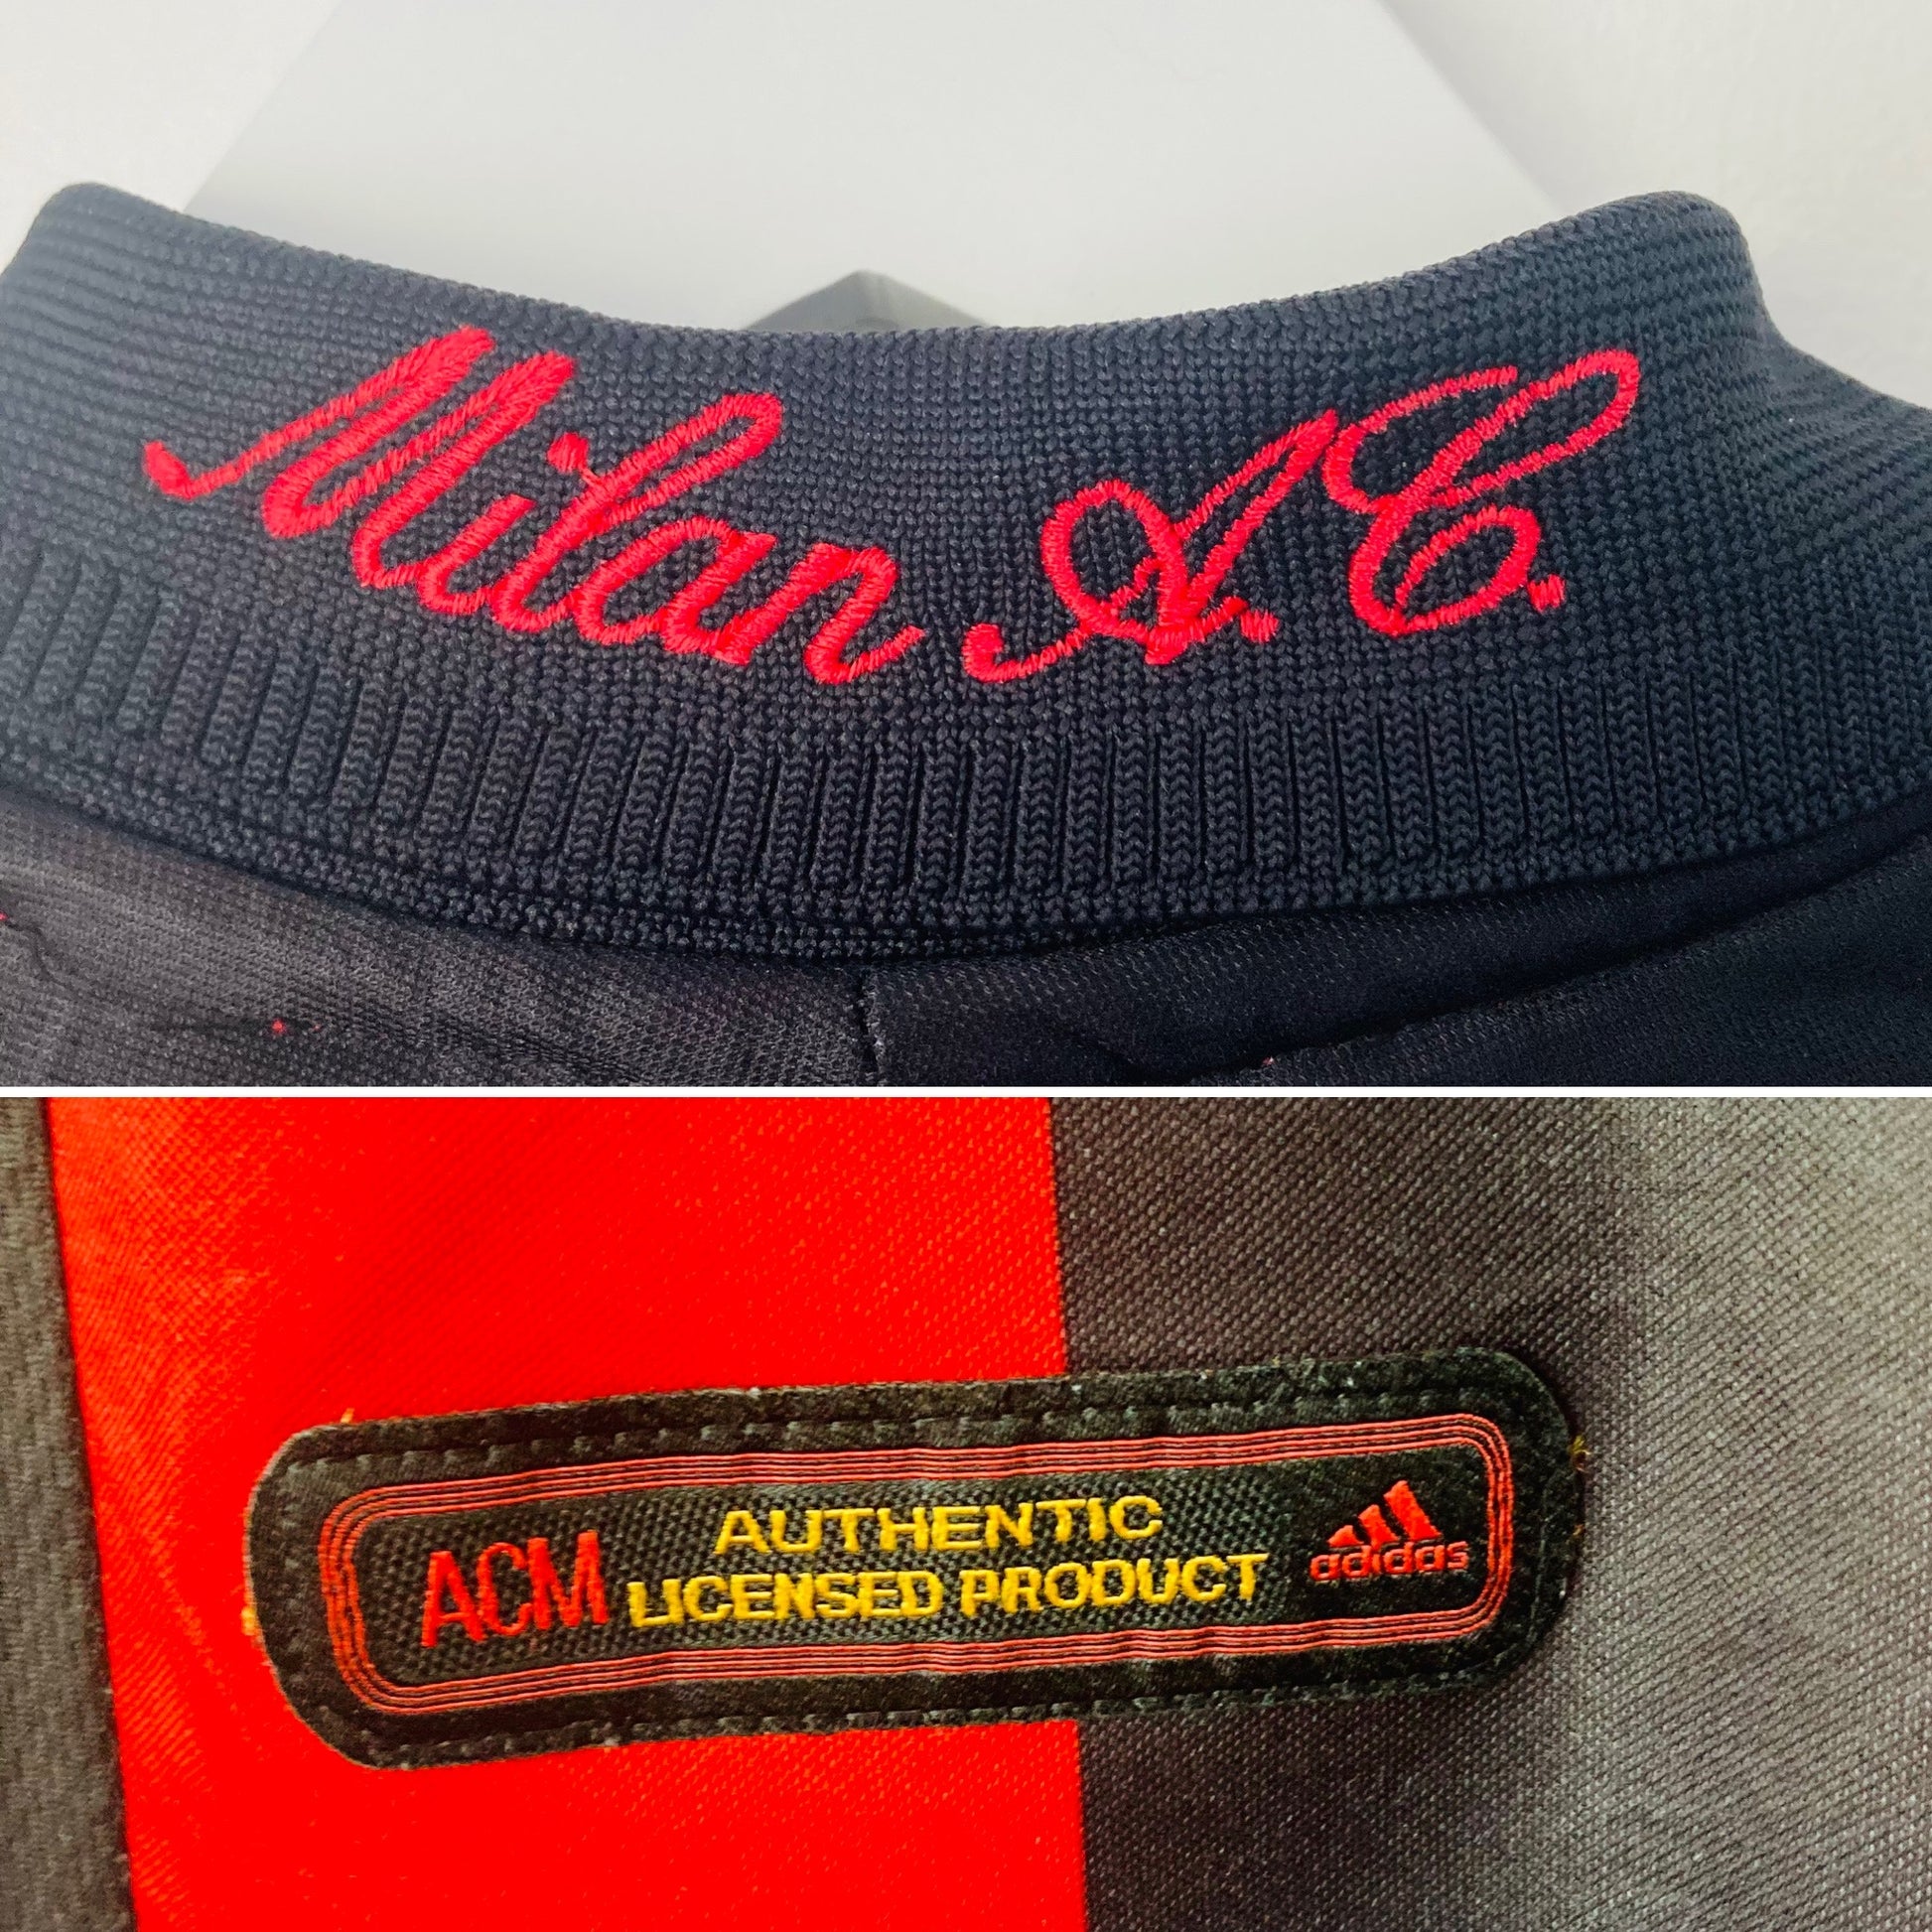 Milan A.C.
ACM
AUTHENTIC
LICENSED PRODUCT
adidas